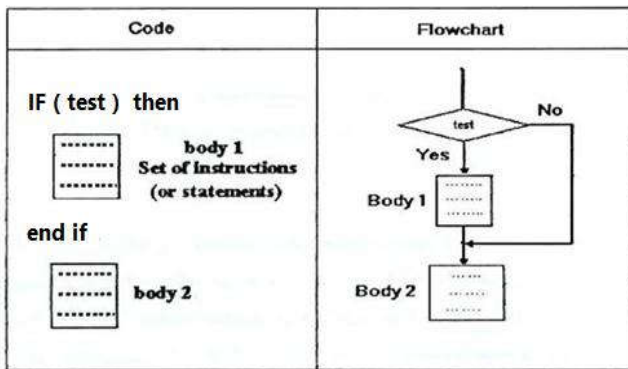 Code
Flowchart
IF ( test ) then
body 1
Set of instructions
(or statements)
end if
body 2
test
No
Yes
Body 1
Body 2